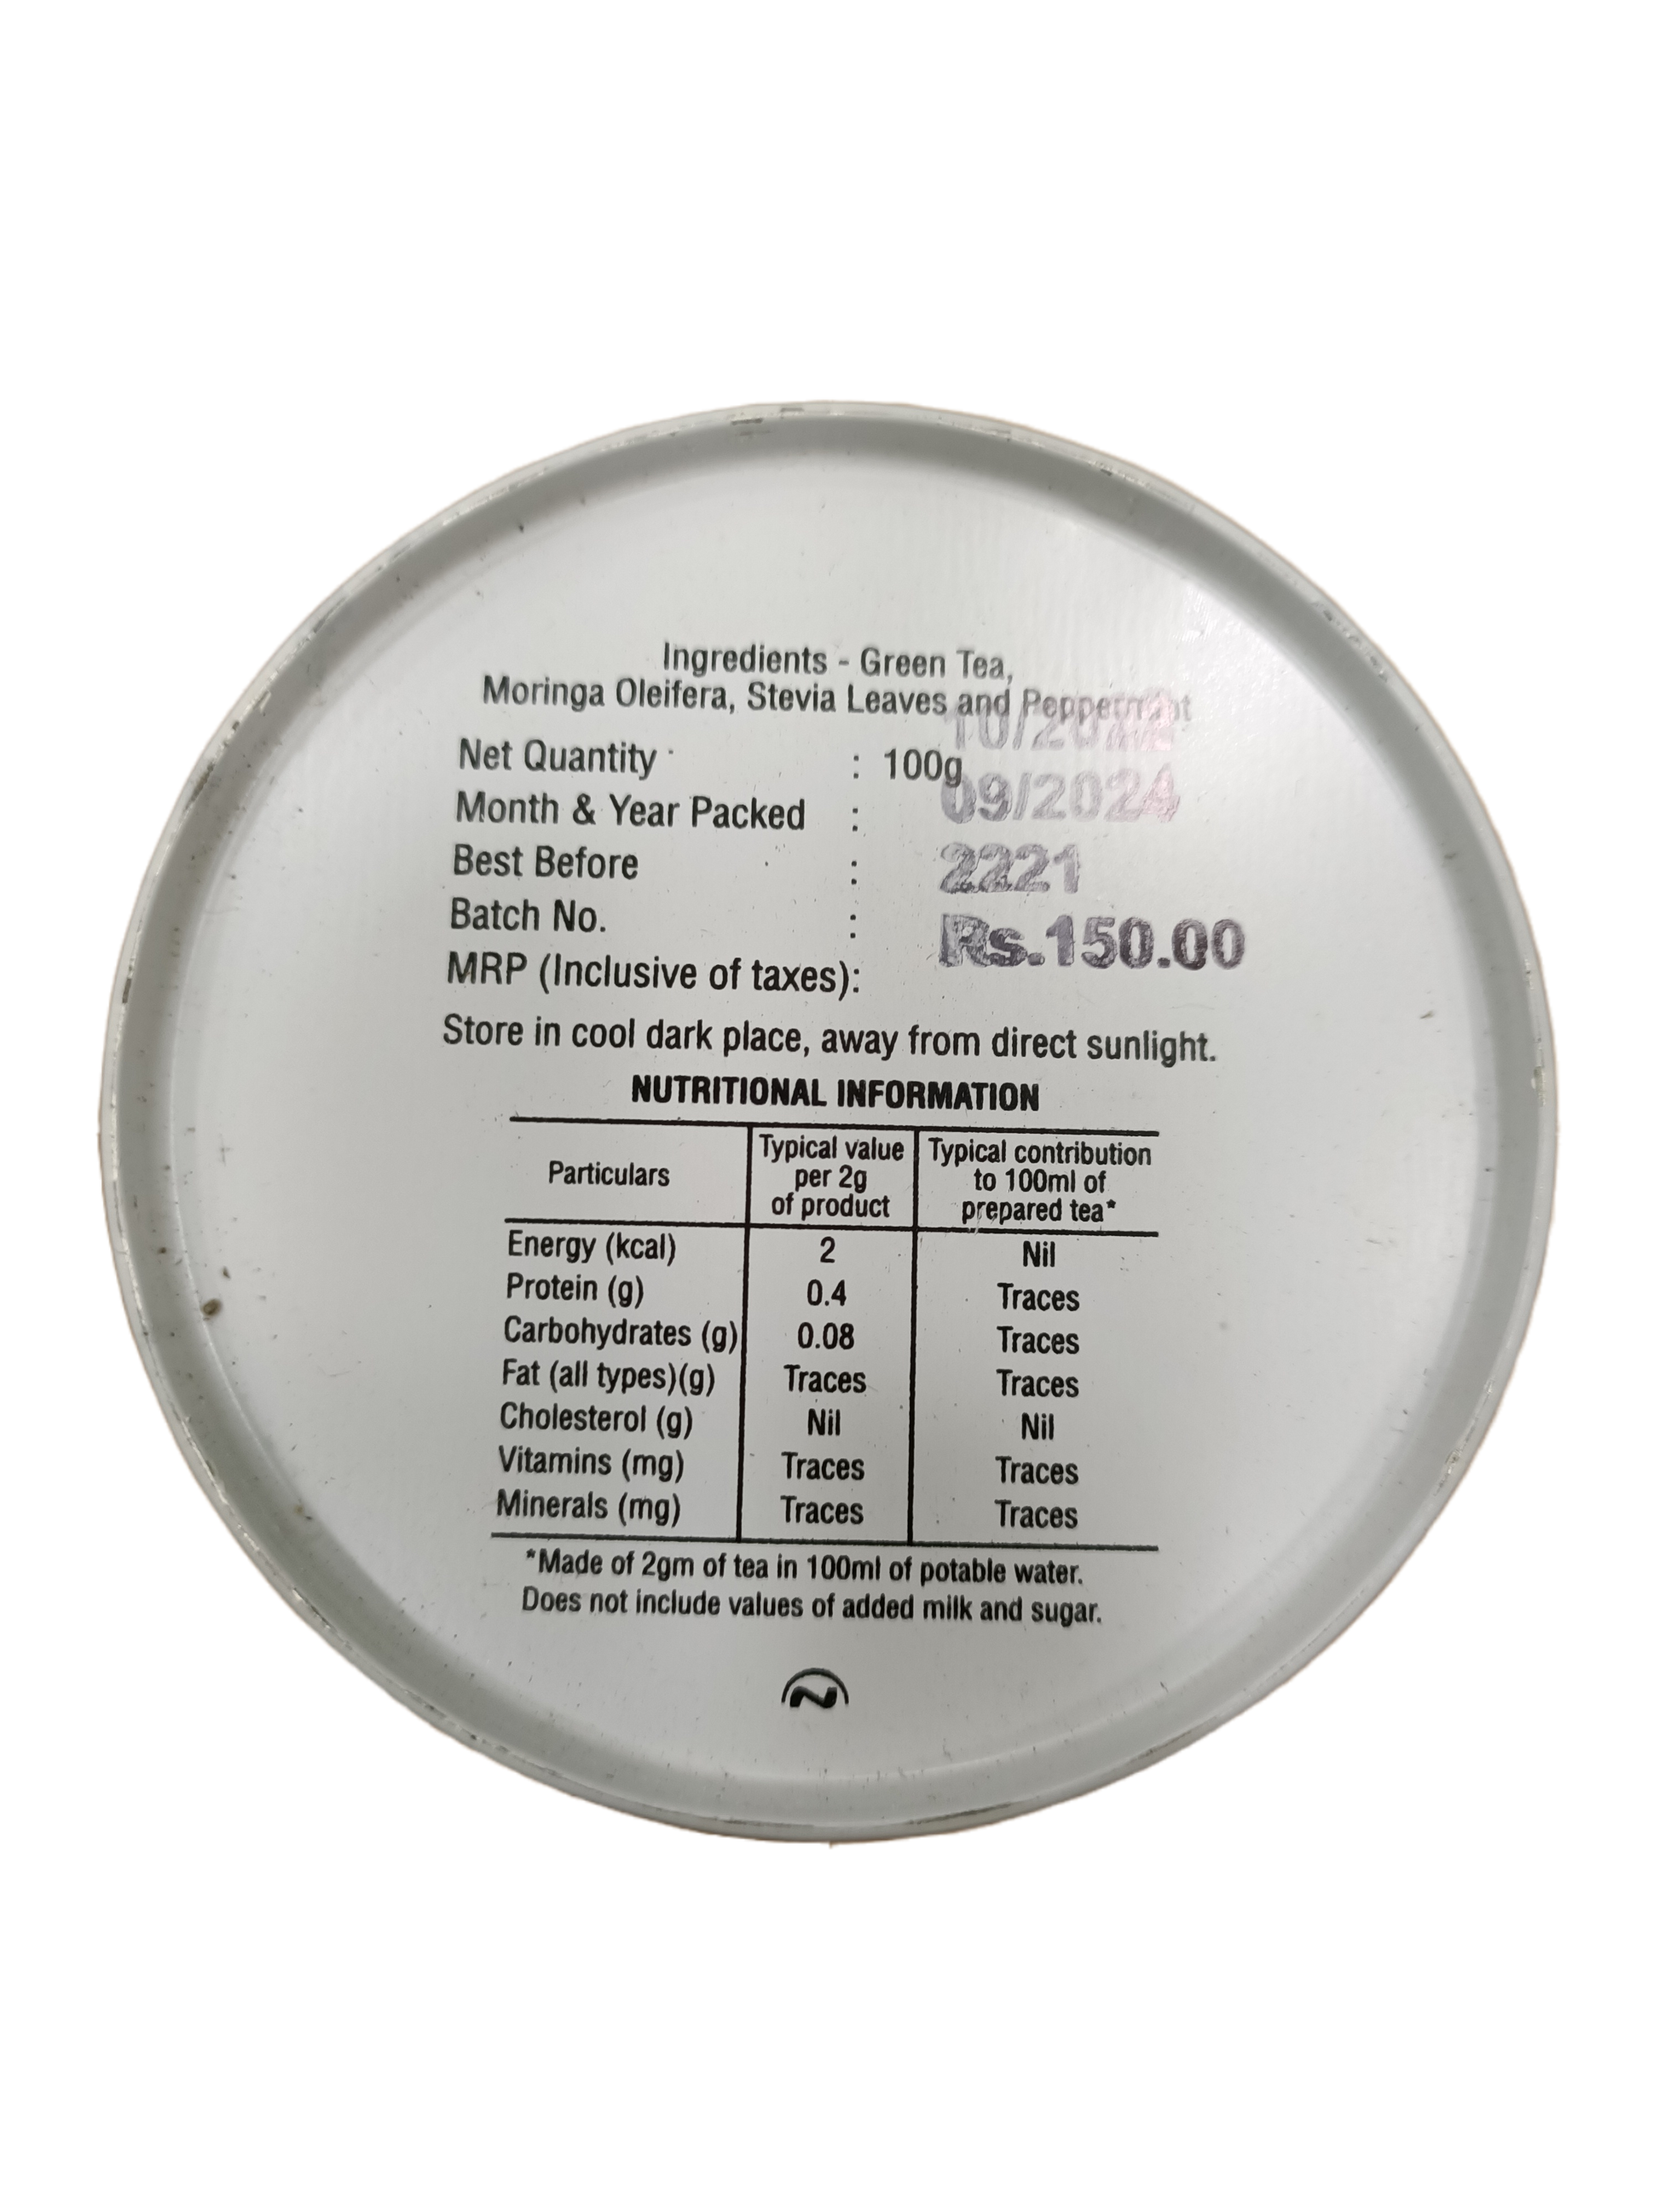 Ingredients - Green Tea,
Moringa Oleifera, Stevia Leaves and Peppermint
Net Quantity : 100g
Month & Year Packed :
09/2024
Best Before : 2221
Batch No. :
Rs.150.00
MRP (Inclusive of taxes):
Store in cool dark place, away from direct sunlight.
NUTRITIONAL INFORMATION
Particulars Typical value per 2g of product Typical contribution to 100ml of prepared tea*
Energy (kcal) 2 Nil
Protein (g) 0.4 Traces
Carbohydrates (g) 0.08 Traces
Fat (all types)(g) Traces Traces
Cholesterol (g) Nil Nil
Vitamins (mg) Traces Traces
Minerals (mg) Traces Traces
*Made of 2gm of tea in 100ml of potable water.
Does not include values of added milk and sugar.